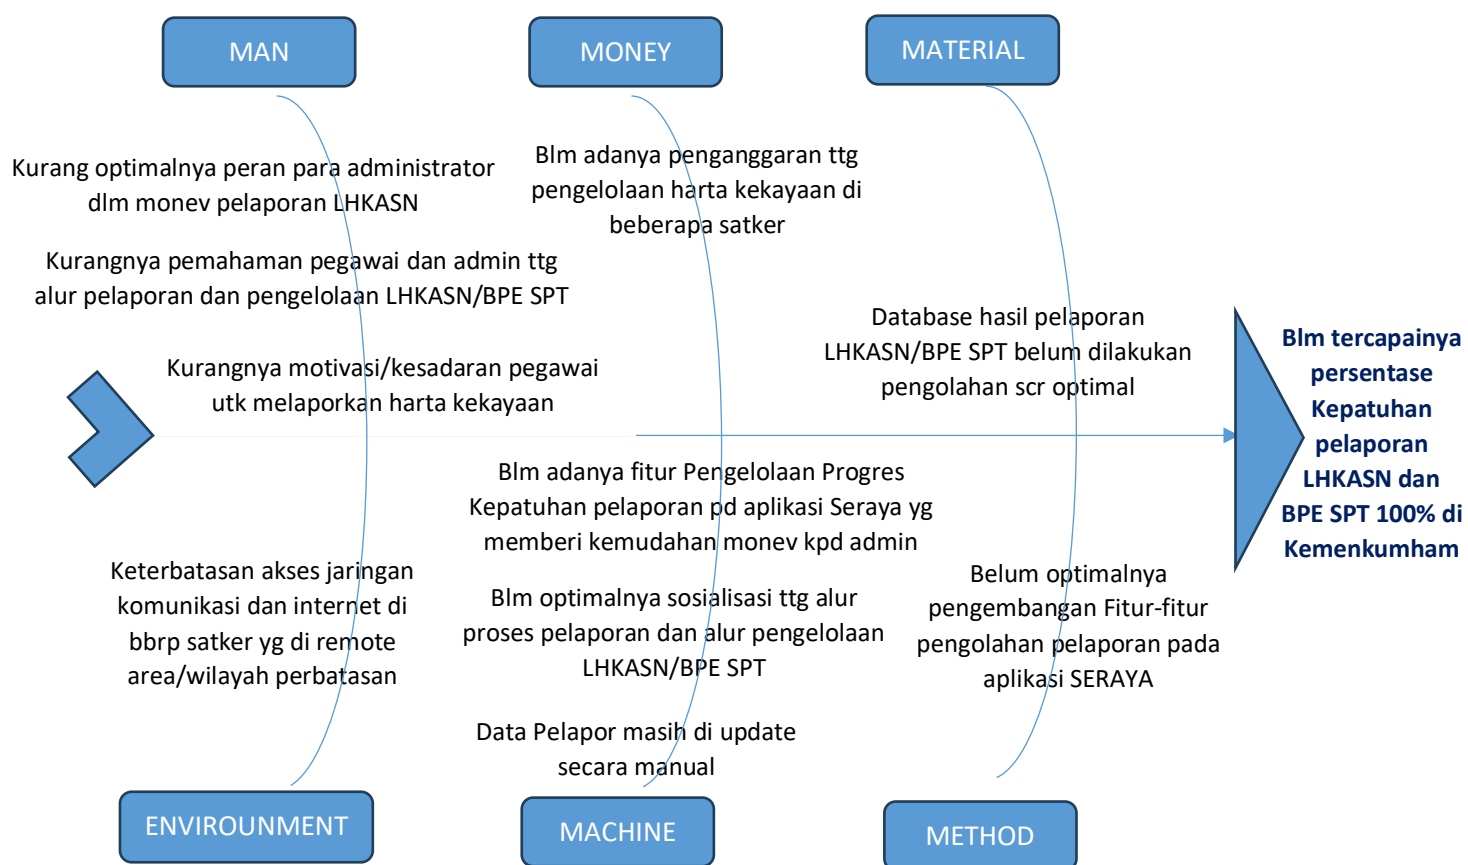 MAN
MONEY
MATERIAL
Kurang optimalnya peran para administrator
dlm monev pelaporan LHKASN
Kurangnya pemahaman pegawai dan admin ttg
alur pelaporan dan pengelolaan LHKASN/BPE SPT
Kurangnya motivasi/kesadaran pegawai
utk melaporkan harta kekayaan
Blm adanya penganggaran ttg
pengelolaan harta kekayaan di
beberapa satker
Database hasil pelaporan
LHKASN/BPE SPT belum dilakukan
pengolahan scr optimal
Blm tercapainya
persentase
Kepatuhan
pelaporan
LHKASN dan
BPE SPT 100% di
Kemenkumham
Keterbatasan akses jaringan
komunikasi dan internet di
bbrp satker yg di remote
area/wilayah perbatasan
Blm adanya fitur Pengelolaan Progres
Kepatuhan pelaporan pd aplikasi Seraya yg
memberi kemudahan monev kpd admin
Blm optimalnya sosialisasi ttg alur
proses pelaporan dan alur pengelolaan
LHKASN/BPE SPT
Data Pelapor masih di update
secara manual
Belum optimalnya
pengembangan Fitur-fitur
pengolahan pelaporan pada
aplikasi SERAYA
ENVIROUNMENT
MACHINE
METHOD